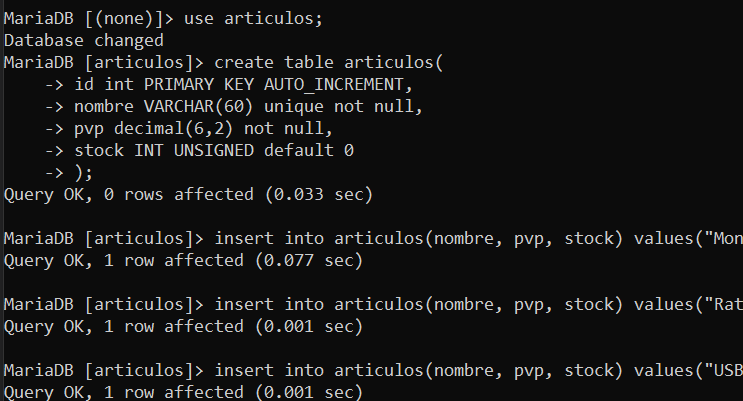 MariaDB [(none)]> use articulos;
Database changed
MariaDB [articulos]> create table articulos(
    -> id int PRIMARY KEY AUTO_INCREMENT,
    -> nombre VARCHAR(60) unique not null,
    -> pvp decimal(6,2) not null,
    -> stock INT UNSIGNED default 0
    -> );
Query OK, 0 rows affected (0.033 sec)
MariaDB [articulos]> insert into articulos(nombre, pvp, stock) values("Mon
Query OK, 1 row affected (0.077 sec)
MariaDB [articulos]> insert into articulos(nombre, pvp, stock) values("Rat
Query OK, 1 row affected (0.001 sec)
MariaDB [articulos]> insert into articulos(nombre, pvp, stock) values("USB
Query OK, 1 row affected (0.001 sec)